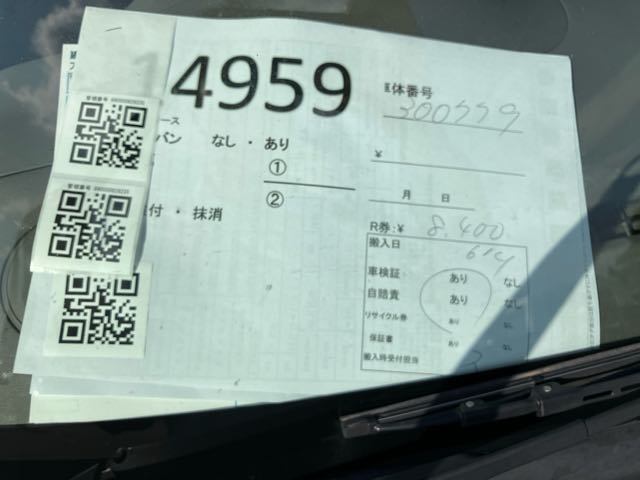 4959
体番号
300779
ース
バン なし・あり
¥
①
②
月 日
付・抹消
R券:¥ 8,400
搬入日 6/4
車検証 あり なし
自賠責 あり なし
リサイクル券 あり なし
保証書 あり なし
搬入時受付担当